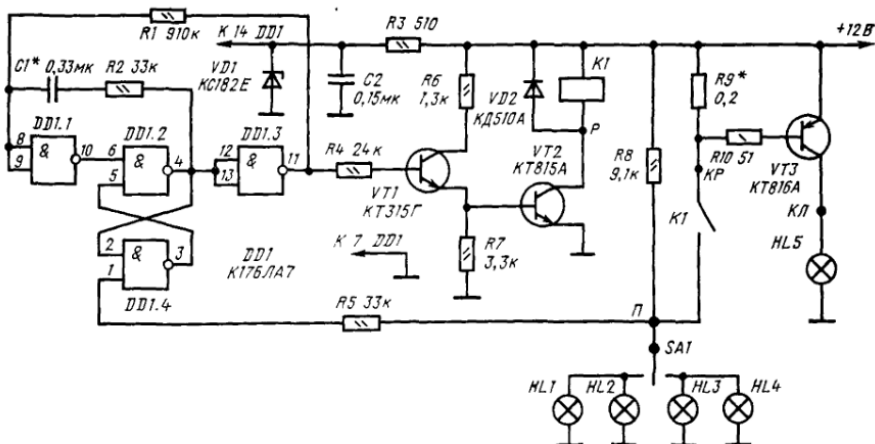 R1 910к
К 14 DD1
R3 510
+12В
C1* 0,33мк
R2 33к
VD1
КС182Е
C2
0,15мк
R6
1,3к
VD2
КД510А
K1
R9*
0,2
DD1.1
DD1.2
DD1.3
P
8
9
&
10
6
5
&
4
12
13
&
11
R4 24к
VT1
КТ315Г
VT2
КТ815А
R8
9,1к
R10 51
КР
VT3
КТ816А
K1
КЛ
HL5
2
1
&
3
DD1.4
DD1
К176ЛА7
К 7 DD1
R7
3,3к
R5 33к
П
SA1
HL1
HL2
HL3
HL4